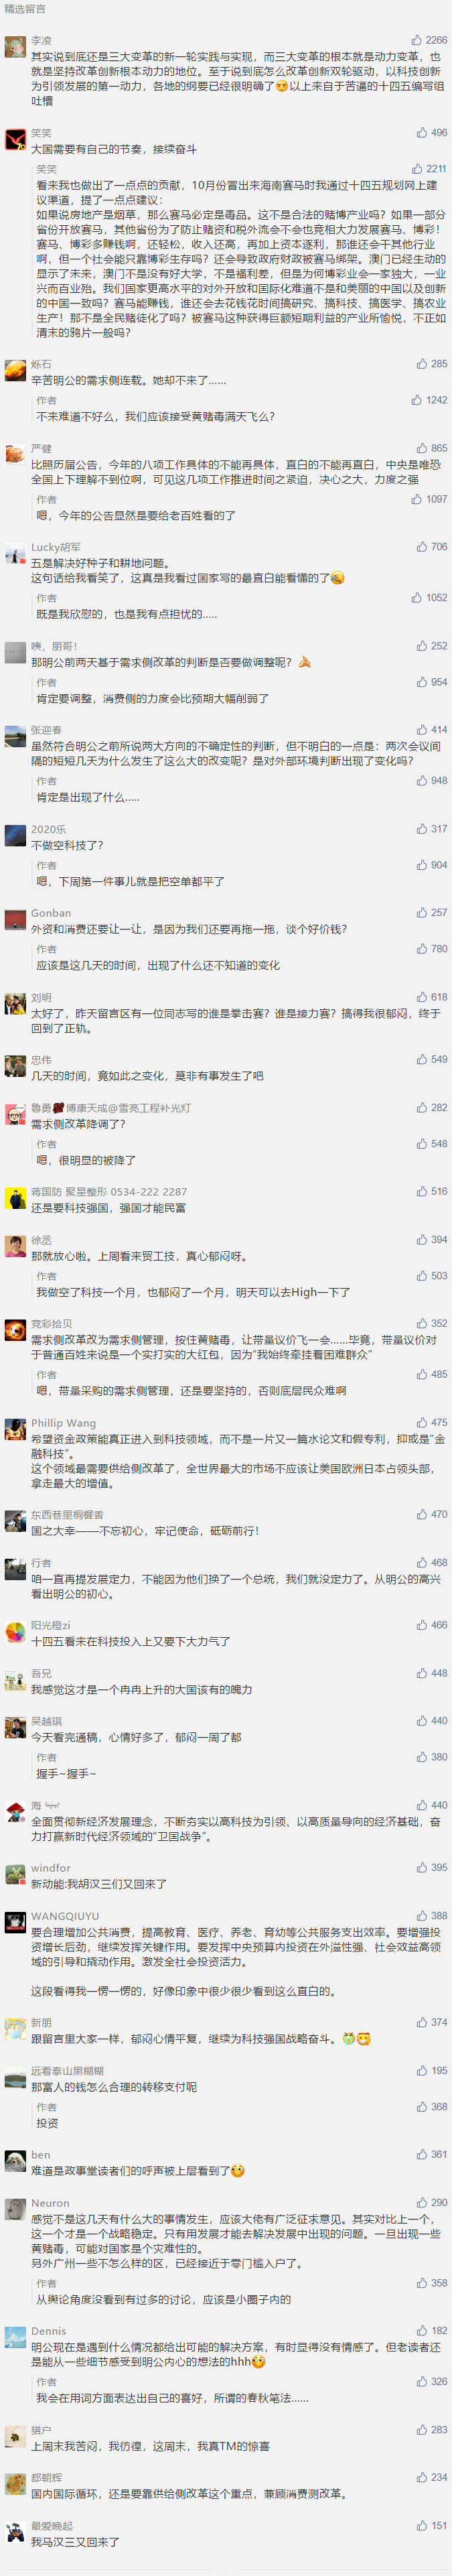 精选留言
李凌 2266
其实说到底还是三大变革的新一轮实践与实现，而三大变革的根本就是动力变革，也
就是坚持改革创新根本动力的地位。至于说到底怎么改革创新双轮驱动，以科技创新
为引领发展的第一动力，各地的纲要已经很明确了😏以上来自于苦逼的十四五编写组
吐槽
笑笑 496
大国需要有自己的节奏，接续奋斗
笑笑 2211
看来我也做出了一点点的贡献，10月份冒出来海南赛马时我通过十四五规划网上建
议渠道，提了一点点建议：
如果说房地产是烟草，那么赛马必定是毒品。这不是合法的赌博产业吗？如果一部分
省份开放赛马，其他省份为了防止赌资和税外流会不会也竞相大力发展赛马、博彩！
赛马、博彩多赚钱啊，还轻松，收入还高，再加上资本逐利，那谁还会干其他行业
啊，但一个社会能只靠博彩生存吗？还会导致政府财政被赛马绑架。澳门已经生动的
显示了未来，澳门不是没有好大学，不是福利差，但是为何博彩业会一家独大，一业
兴而百业殆。我们国家更高水平的对外开放和国际化难道不是和美丽的中国以及创新
的中国一致吗？赛马能赚钱，谁还会去花钱花时间搞研究、搞科技、搞医学、搞农业
生产！那不是全民赌徒化了吗？被赛马这种获得巨额短期利益的产业所愉悦，不正如
清末的鸦片一般吗？
烁石 285
辛苦明公的需求侧连载。她却不来了……
作者 1242
不来难道不好么，我们应该接受黄赌毒满天飞么？
严健 865
比照历届公告，今年的八项工作具体的不能再具体，直白的不能再直白，中央是唯恐
全国上下理解不到位啊，可见这几项工作推进时间之紧迫，决心之大，力度之强
作者 1097
嗯，今年的公告显然是要给老百姓看的了
Lucky胡军 706
五是解决好种子和耕地问题。
这句话给我看笑了，这真是我看过国家写的最直白能看懂的了😹
作者 1052
既是我欣慰的，也是我有点担忧的.....
咦，朋哥！ 252
那明公前两天基于需求侧改革的判断是否要做调整呢？🙏
作者 954
肯定要调整，消费侧的力度会比预期大幅削弱了
张迎春 414
虽然符合明公之前所说两大方向的不确定性的判断，但不明白的一点是：两次会议间
隔的短短几天为什么发生了这么大的改变呢？是对外部环境判断出现了变化吗？
作者 948
肯定是出现了什么.....
2020乐 317
不做空科技了？
作者 904
嗯，下周第一件事儿就是把空单都平了
Gonban 257
外资和消费还要让一让，是因为我们还要再拖一拖，谈个好价钱？
作者 780
应该是这几天的时间，出现了什么还不知道的变化
刘明 618
太好了，昨天留言区有一位同志写的谁是拳击赛？谁是接力赛？搞得我很郁闷，终于
回到了正轨。
忠伟 549
几天的时间，竟如此之变化，莫非有事发生了吧
鲁勇 博康天成@雪亮工程补光灯 282
需求侧改革降调了？
作者 548
嗯，很明显的被降了
蒋国防 聚星整形 0534-222 2287 516
还是要科技强国，强国才能民富
徐丞 394
那就放心啦。上周看来贸工技，真心郁闷呀。
作者 503
我做空了科技一个月，也郁闷了一个月，明天可以去High一下了
竞彩拾贝 352
需求侧改革改为需求侧管理，按住黄赌毒，让带量议价飞一会……毕竟，带量议价对
于普通百姓来说是一个实打实的大红包，因为“我始终牵挂着困难群众”
作者 485
嗯，带量采购的需求侧管理，还是要坚持的，否则底层民众难啊
Phillip Wang 475
希望资金政策能真正进入到科技领域，而不是一片又一篇水论文和假专利，抑或是“金
融科技”。
这个领域最需要供给侧改革了，全世界最大的市场不应该让美国欧洲日本占领头部，
拿走最大的增值。
东西巷里桐樨香 470
国之大幸——不忘初心，牢记使命，砥砺前行！
行者 468
咱一直再提发展定力，不能因为他们换了一个总统，我们就没定力了。从明公的高兴
看出明公的初心。
阳光橙zi 466
十四五看来在科技投入上又要下大力气了
吾兄 448
我感觉这才是一个冉冉上升的大国该有的魄力
吴越琪 440
今天看完通稿，心情好多了，郁闷一周了都
作者 380
握手~握手~
海 440
全面贯彻新经济发展理念，不断夯实以高科技为引领、以高质量导向的经济基础，奋
力打赢新时代经济领域的“卫国战争”。
windfor 395
新动能:我胡汉三们又回来了
WANGQIUYU 388
要合理增加公共消费，提高教育、医疗、养老、育幼等公共服务支出效率。要增强投
资增长后劲，继续发挥关键作用。要发挥中央预算内投资在外溢性强、社会效益高领
域的引导和撬动作用。激发全社会投资活力。
这段看得我一愣一愣的，好像印象中很少很少看到这么直白的。
新朋 374
跟留言里大家一样，郁闷心情平复，继续为科技强国战略奋斗。😭😷
远看泰山黑糊糊 195
那富人的钱怎么合理的转移支付呢
作者 368
投资
ben 361
难道是政事堂读者们的呼声被上层看到了🤭
Neuron 290
感觉不是这几天有什么大的事情发生，应该大佬有广泛征求意见。其实对比上一个，
这一个才是一个战略稳定。只有用发展才能去解决发展中出现的问题。一旦出现一些
黄赌毒，可能对国家是个灾难性的。
另外广州一些不怎么样的区，已经接近于零门槛入户了。
作者 358
从舆论角度没看到有过多的讨论，应该是小圈子内的
Dennis 182
明公现在是遇到什么情况都给出可能的解决方案，有时显得没有情感了。但老读者还
是能从一些细节感受到明公内心的想法的hhh🤭
作者 326
我会在用词方面表达出自己的喜好，所谓的春秋笔法……
猎户 283
上周末我苦闷，我彷徨，这周末，我真TM的惊喜
郄朝辉 234
国内国际循环，还是要靠供给侧改革这个重点，兼顾消费测改革。
最爱晚起 151
我马汉三又回来了